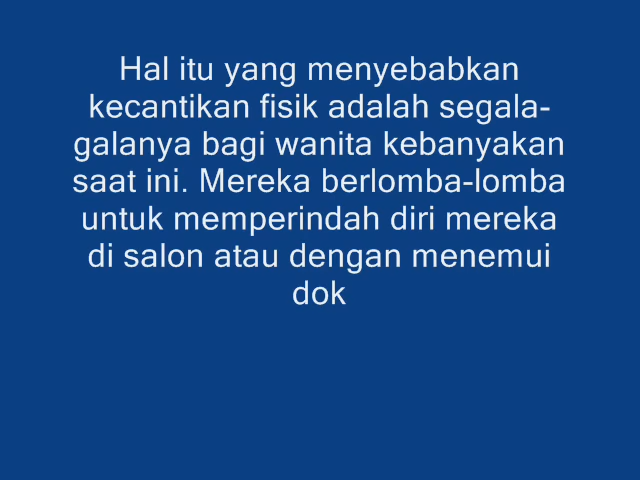 Hal itu yang menyebabkan
kecantikan fisik adalah segala-
galanya bagi wanita kebanyakan
saat ini. Mereka berlomba-lomba
untuk memperindah diri mereka
di salon atau dengan menemui
dok